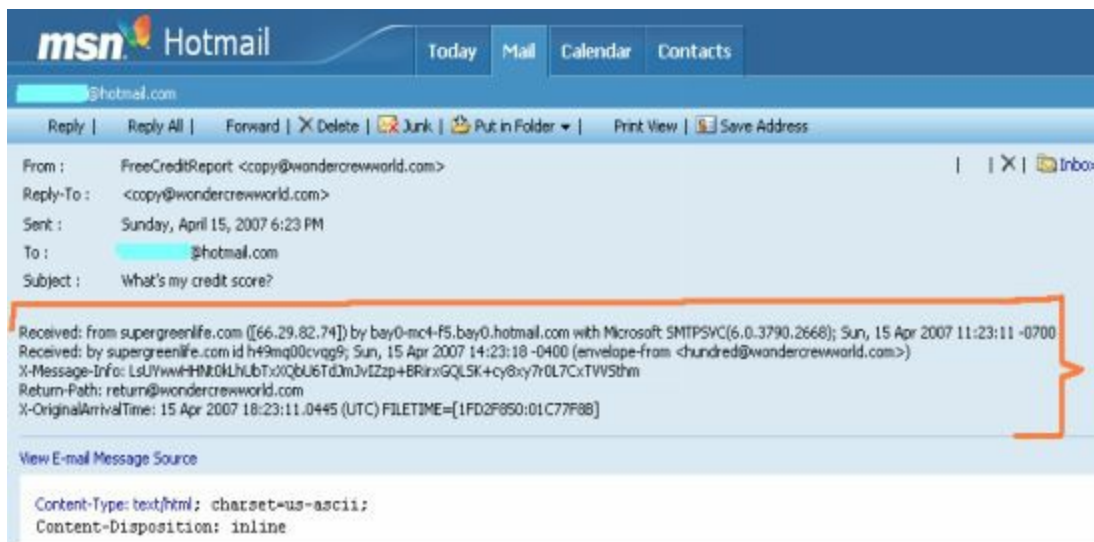 msn Hotmail
Today Mail Calendar Contacts
@hotmail.com
Reply | Reply All | Forward | Delete | Junk | Put in Folder | Print View | Save Address
From : FreeCreditReport <copy@wondercrewworld.com> | | | Inbox
Reply-To : <copy@wondercrewworld.com>
Sent : Sunday, April 15, 2007 6:23 PM
To : @hotmail.com
Subject : What's my credit score?
Received: from supergreenlife.com ([66.29.82.74]) by bay0-mc4-f5.bay0.hotmail.com with Microsoft SMTPSVC(6.0.3790.2668); Sun, 15 Apr 2007 11:23:11 -0700
Received: by supergreenlife.com id h49mq00cvqg9; Sun, 15 Apr 2007 14:23:18 -0400 (envelope-from <hundred@wondercrewworld.com>)
X-Message-Info:
Return-Path: return@wondercrewworld.com
X-OriginalArrivalTime: 15 Apr 2007 18:23:11.0445 (UTC) FILETIME=[1FD2F850:01C77F8B]
View E-mail Message Source
Content-Type: text/html; charset=us-ascii;
Content-Disposition: inline